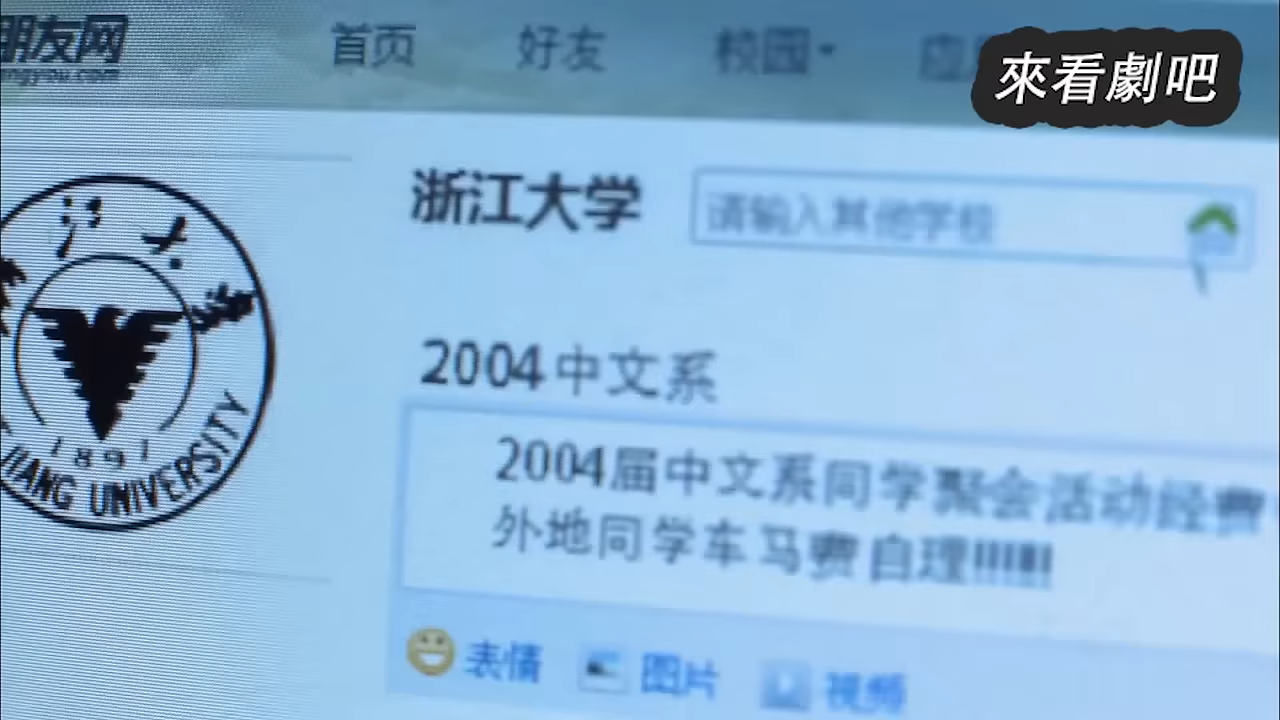 朋友网
首页 好友 校园
來看劇吧
浙江大学
请输入其他学校
1897
JIANG UNIVERSITY
2004中文系
2004届中文系同学聚会活动经费
外地同学车马费自理!!!!!!
表情 图片 视频